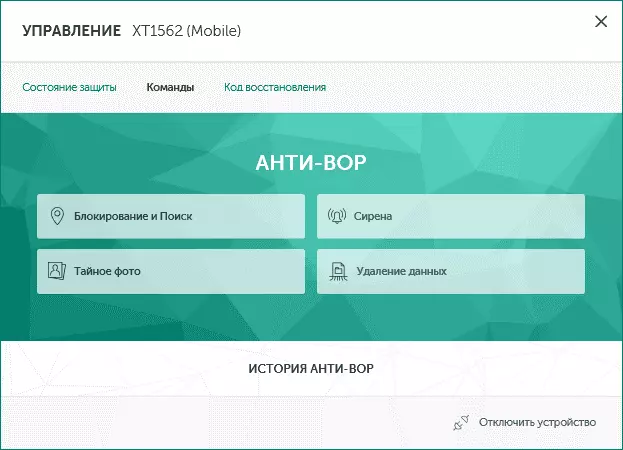 УПРАВЛЕНИЕ XT1562 (Mobile)
Состояние защиты Команды Код восстановления
АНТИ-ВОР
Блокирование и Поиск Сирена
Тайное фото Удаление данных
ИСТОРИЯ АНТИ-ВОР
Отключить устройство